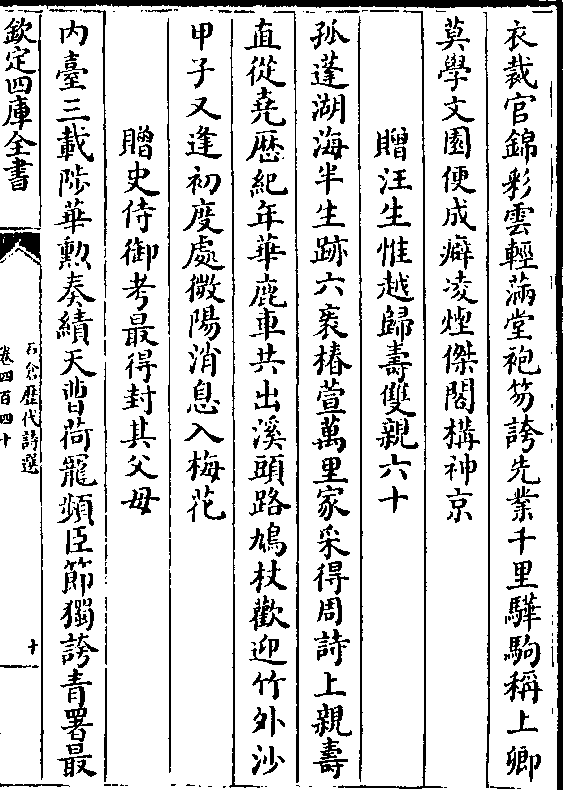 衣裁官錦彩雲輕滿堂袍笏誇先業千里驊駒稱上卿
莫學文園便成癖凌煙傑閣構神京
贈汪生惟越歸壽雙親六十
孤蓬湖海半生跡六袠椿萱萬里家采得周詩上親壽
直從堯歴紀年華鹿車共出溪頭路鳩杖歡迎竹外沙
甲子又逢初度處微陽消息入梅花
贈史侍御考最得封其父母
内臺三載陟華勲奏績天曹荷寵頻臣節獨誇青署最
欽定四庫全書
石倉歴代詩選
卷四百四十
十